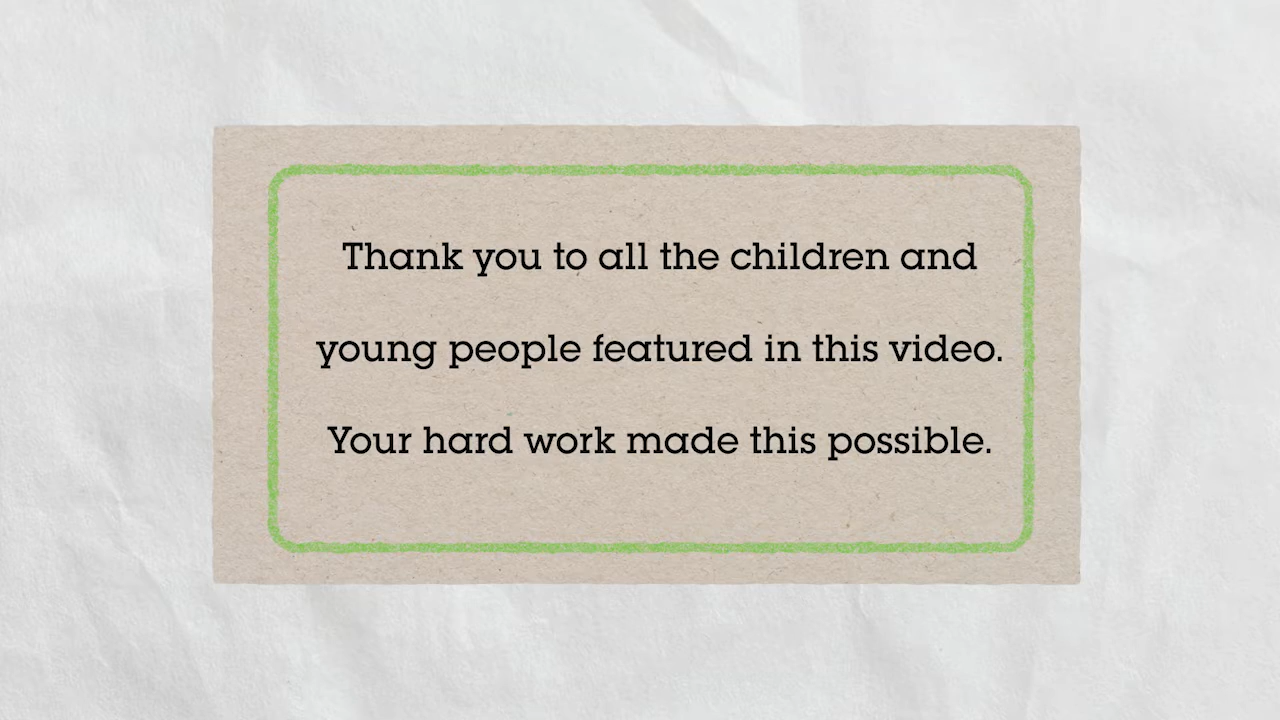 Thank you to all the children and
young people featured in this video.
Your hard work made this possible.